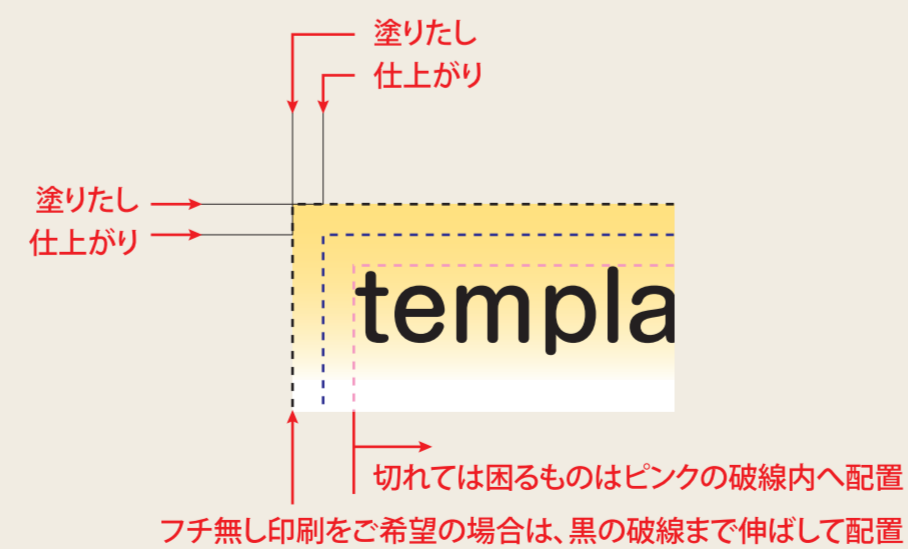 塗りたし
仕上がり
塗りたし
仕上がり
templa
切れては困るものはピンクの破線内へ配置
フチ無し印刷をご希望の場合は、黒の破線まで伸ばして配置